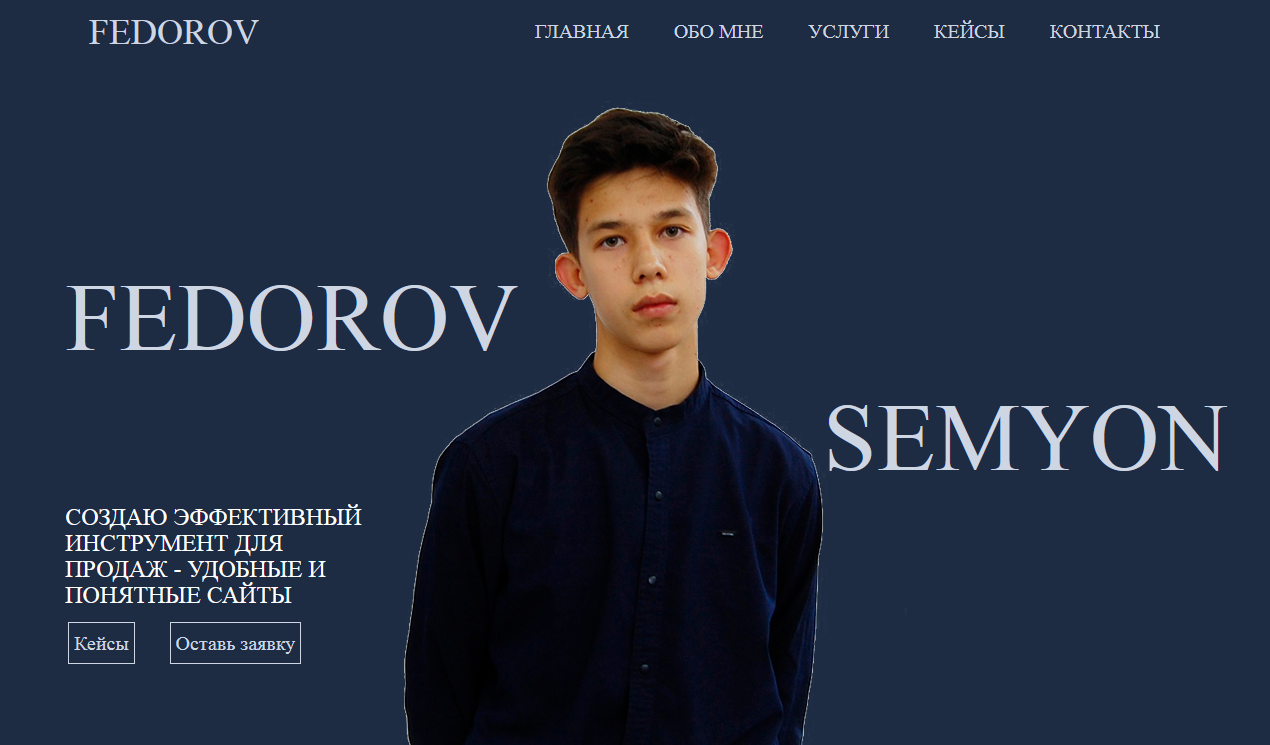 FEDOROV
ГЛАВНАЯ ОБО МНЕ УСЛУГИ КЕЙСЫ КОНТАКТЫ
FEDOROV
SEMYON
СОЗДАЮ ЭФФЕКТИВНЫЙ
ИНСТРУМЕНТ ДЛЯ
ПРОДАЖ - УДОБНЫЕ И
ПОНЯТНЫЕ САЙТЫ
Кейсы Оставь заявку